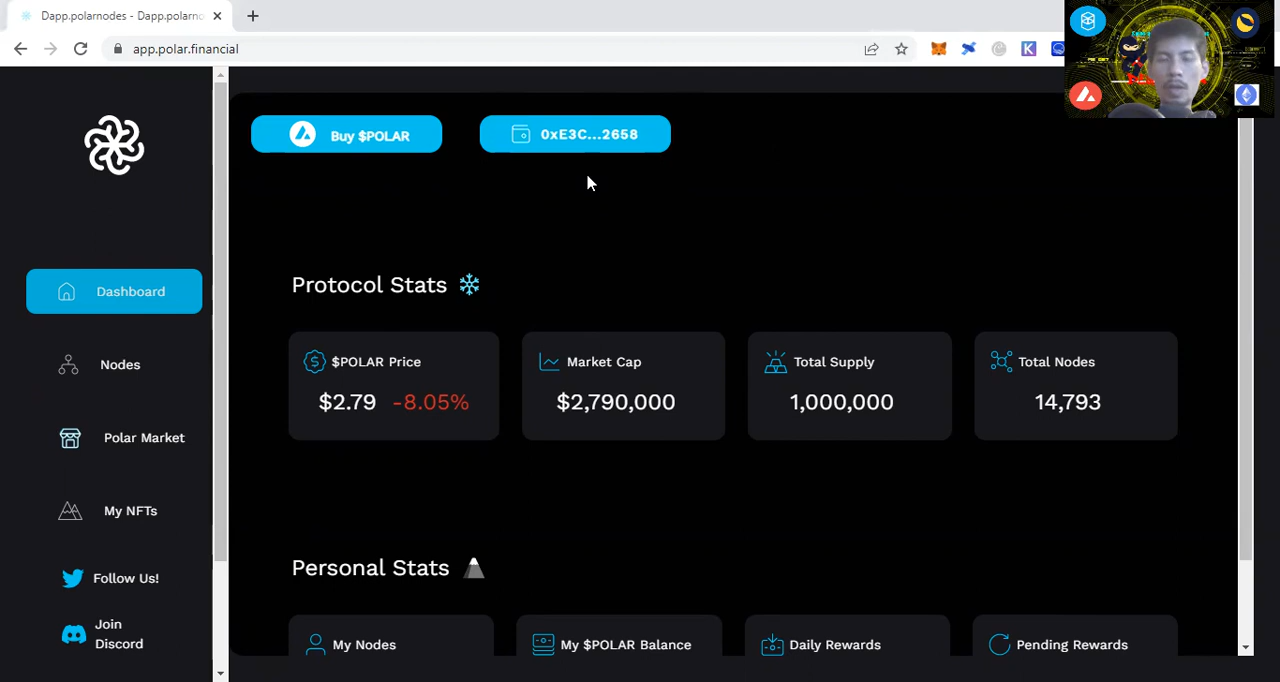 Dapp.polarnodes - Dapp.polarno
app.polar.financial
K
Buy $POLAR
0xE3C...2658
Protocol Stats
Dashboard
$POLAR Price
Market Cap
Total Supply
Total Nodes
Nodes
$2.79 -8.05%
$2,790,000
1,000,000
14,793
Polar Market
My NFTs
Personal Stats
Follow Us!
Join
Discord
My Nodes
My $POLAR Balance
Daily Rewards
Pending Rewards